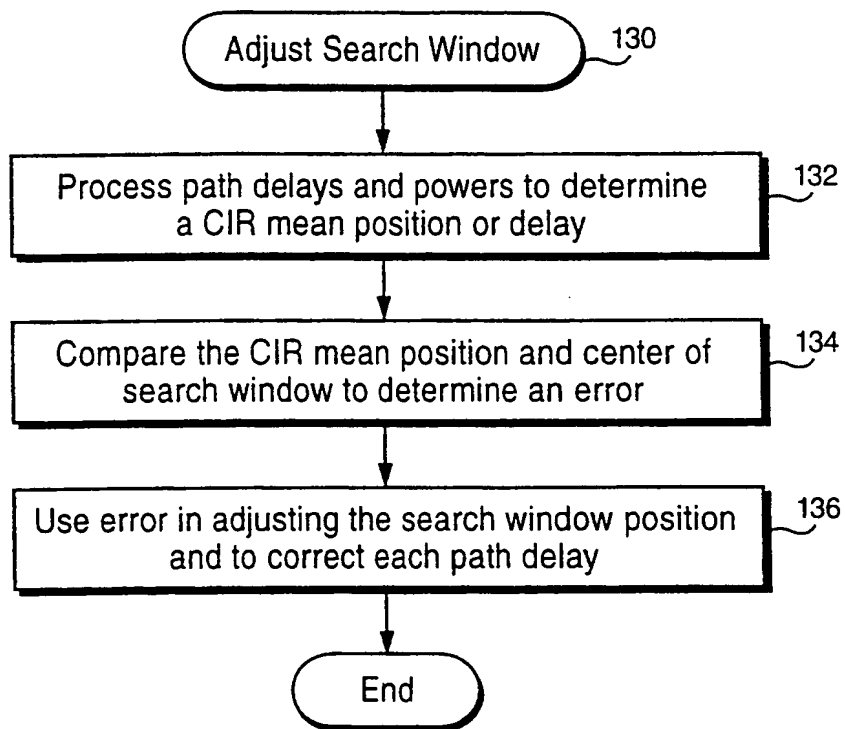 Adjust Search Window
130
Process path delays and powers to determine
a CIR mean position or delay
132
Compare the CIR mean position and center of
search window to determine an error
134
Use error in adjusting the search window position
and to correct each path delay
136
End